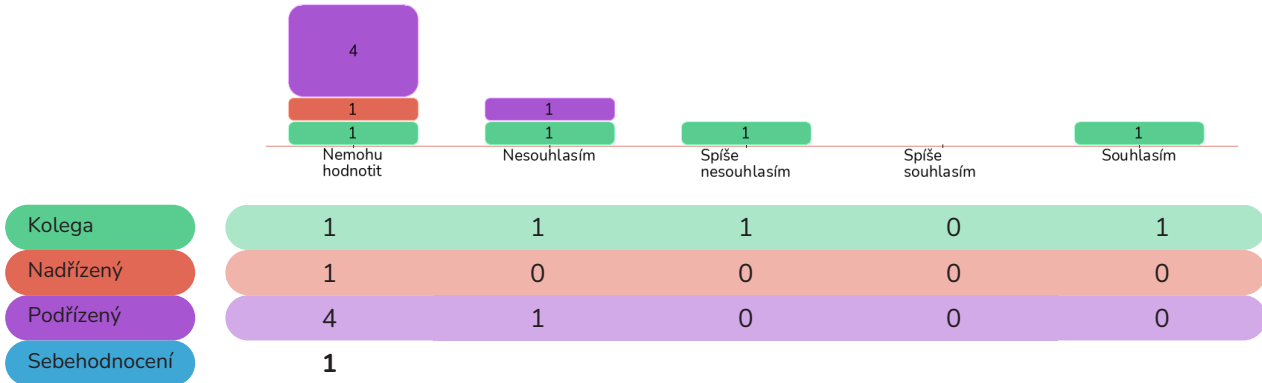 4
1 1
1 1 1 1
Nemohu hodnotit
Nesouhlasím
Spíše nesouhlasím
Spíše souhlasím
Souhlasím
Kolega 1 1 1 0 1
Nadřízený 1 0 0 0 0
Podřízený 4 1 0 0 0
Sebehodnocení 1